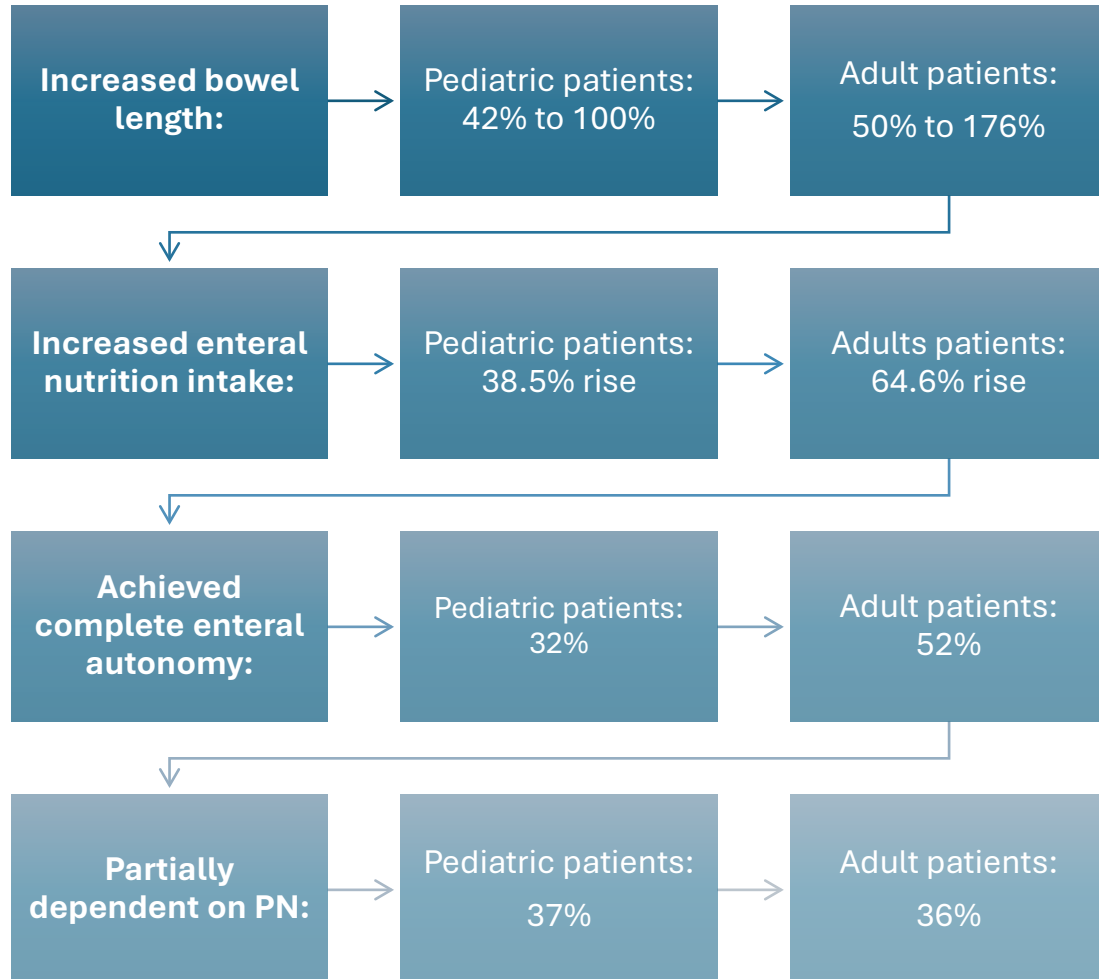 Increased bowel
length:
Pediatric patients:
42% to 100%
Adult patients:
50% to 176%
Increased enteral
nutrition intake:
Pediatric patients:
38.5% rise
Adults patients:
64.6% rise
Achieved
complete enteral
autonomy:
Pediatric patients:
32%
Adult patients:
52%
Partially
dependent on PN:
Pediatric patients:
37%
Adult patients:
36%